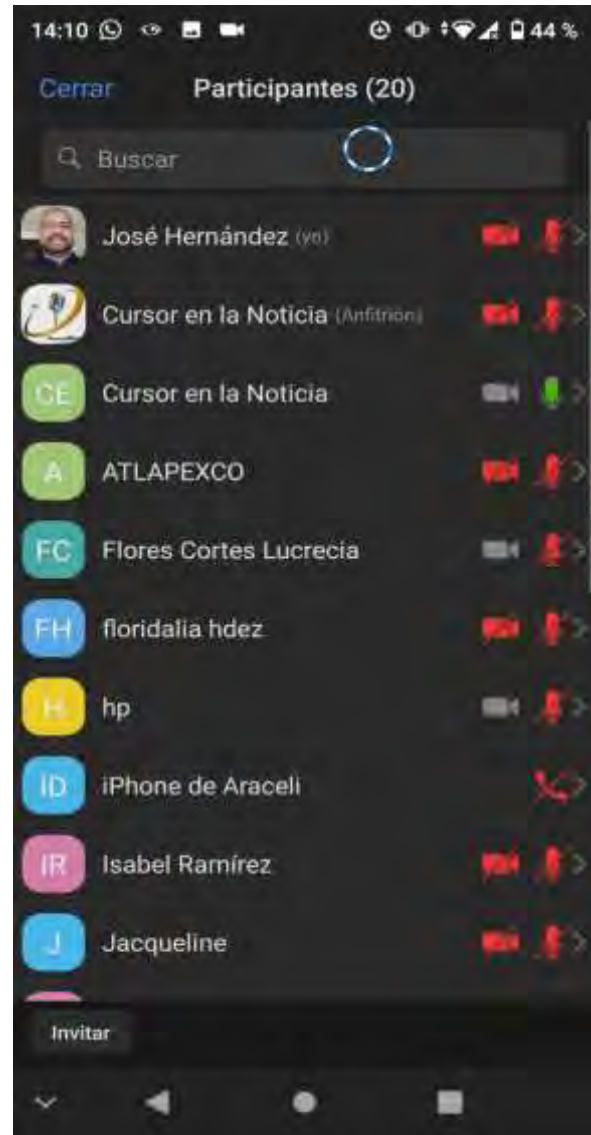 14:10 44 %
Cerrar Participantes (20)
Buscar
José Hernández (yo)
Cursor en la Noticia (Anfitrión)
CE Cursor en la Noticia
A ATLAPEXCO
FC Flores Cortes Lucrecia
FH floridalia hdez
H hp
ID iPhone de Araceli
IR Isabel Ramírez
J Jacqueline
Invitar